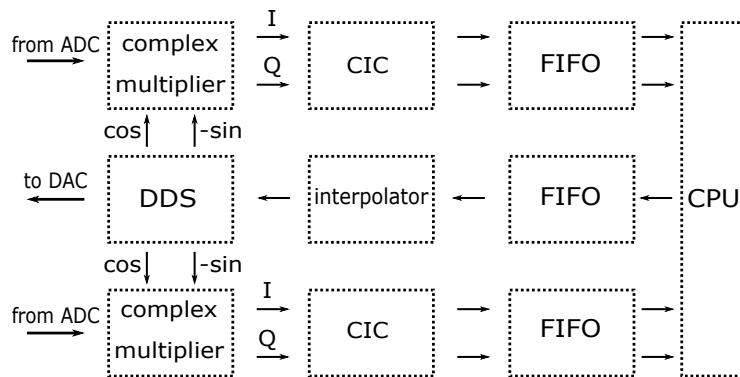 from ADC
complex
multiplier
I
Q
CIC
FIFO
cos
-sin
to DAC
DDS
interpolator
FIFO
CPU
cos
-sin
from ADC
complex
multiplier
I
Q
CIC
FIFO